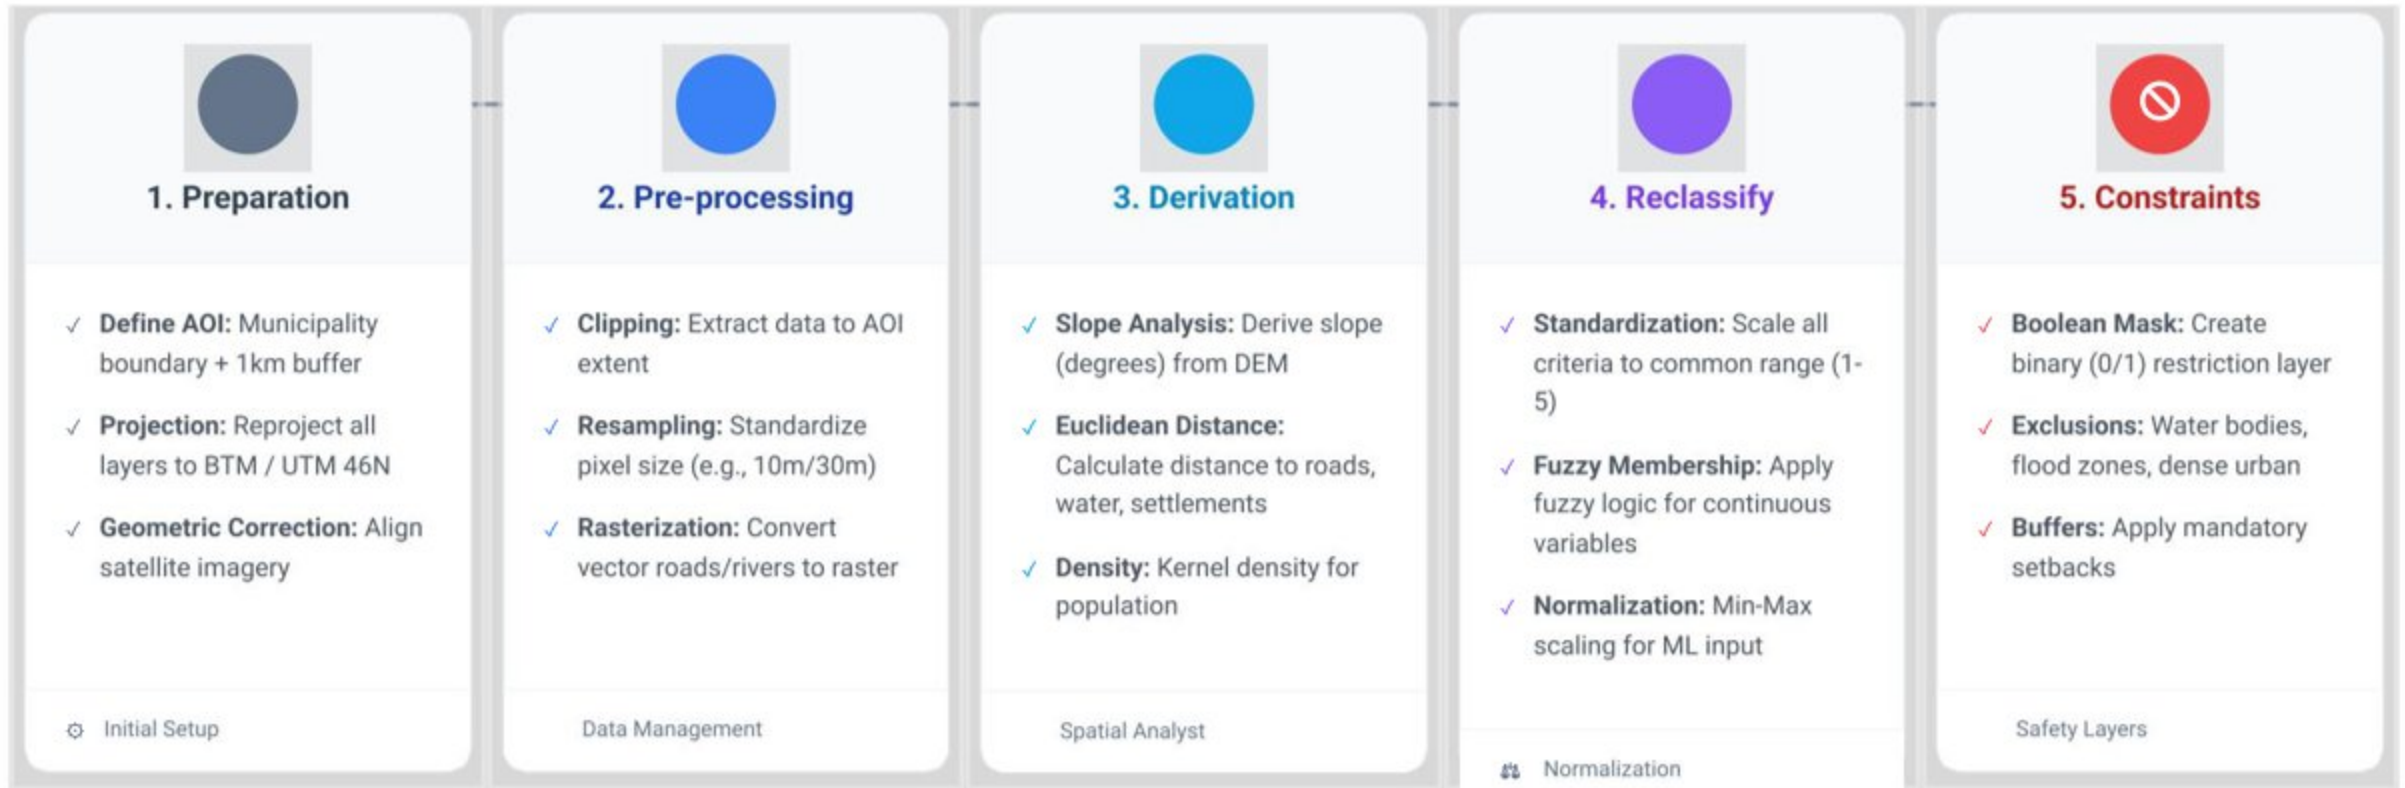 1. Preparation
✓ Define AOI: Municipality
boundary + 1km buffer
✓ Projection: Reproject all
layers to BTM / UTM 46N
✓ Geometric Correction: Align
satellite imagery
Initial Setup
2. Pre-processing
✓ Clipping: Extract data to AOI
extent
✓ Resampling: Standardize
pixel size (e.g., 10m/30m)
✓ Rasterization: Convert
vector roads/rivers to raster
Data Management
3. Derivation
✓ Slope Analysis: Derive slope
(degrees) from DEM
✓ Euclidean Distance:
Calculate distance to roads,
water, settlements
✓ Density: Kernel density for
population
Spatial Analyst
4. Reclassify
✓ Standardization: Scale all
criteria to common range (1-
5)
✓ Fuzzy Membership: Apply
fuzzy logic for continuous
variables
✓ Normalization: Min-Max
scaling for ML input
Normalization
5. Constraints
✓ Boolean Mask: Create
binary (0/1) restriction layer
✓ Exclusions: Water bodies,
flood zones, dense urban
✓ Buffers: Apply mandatory
setbacks
Safety Layers